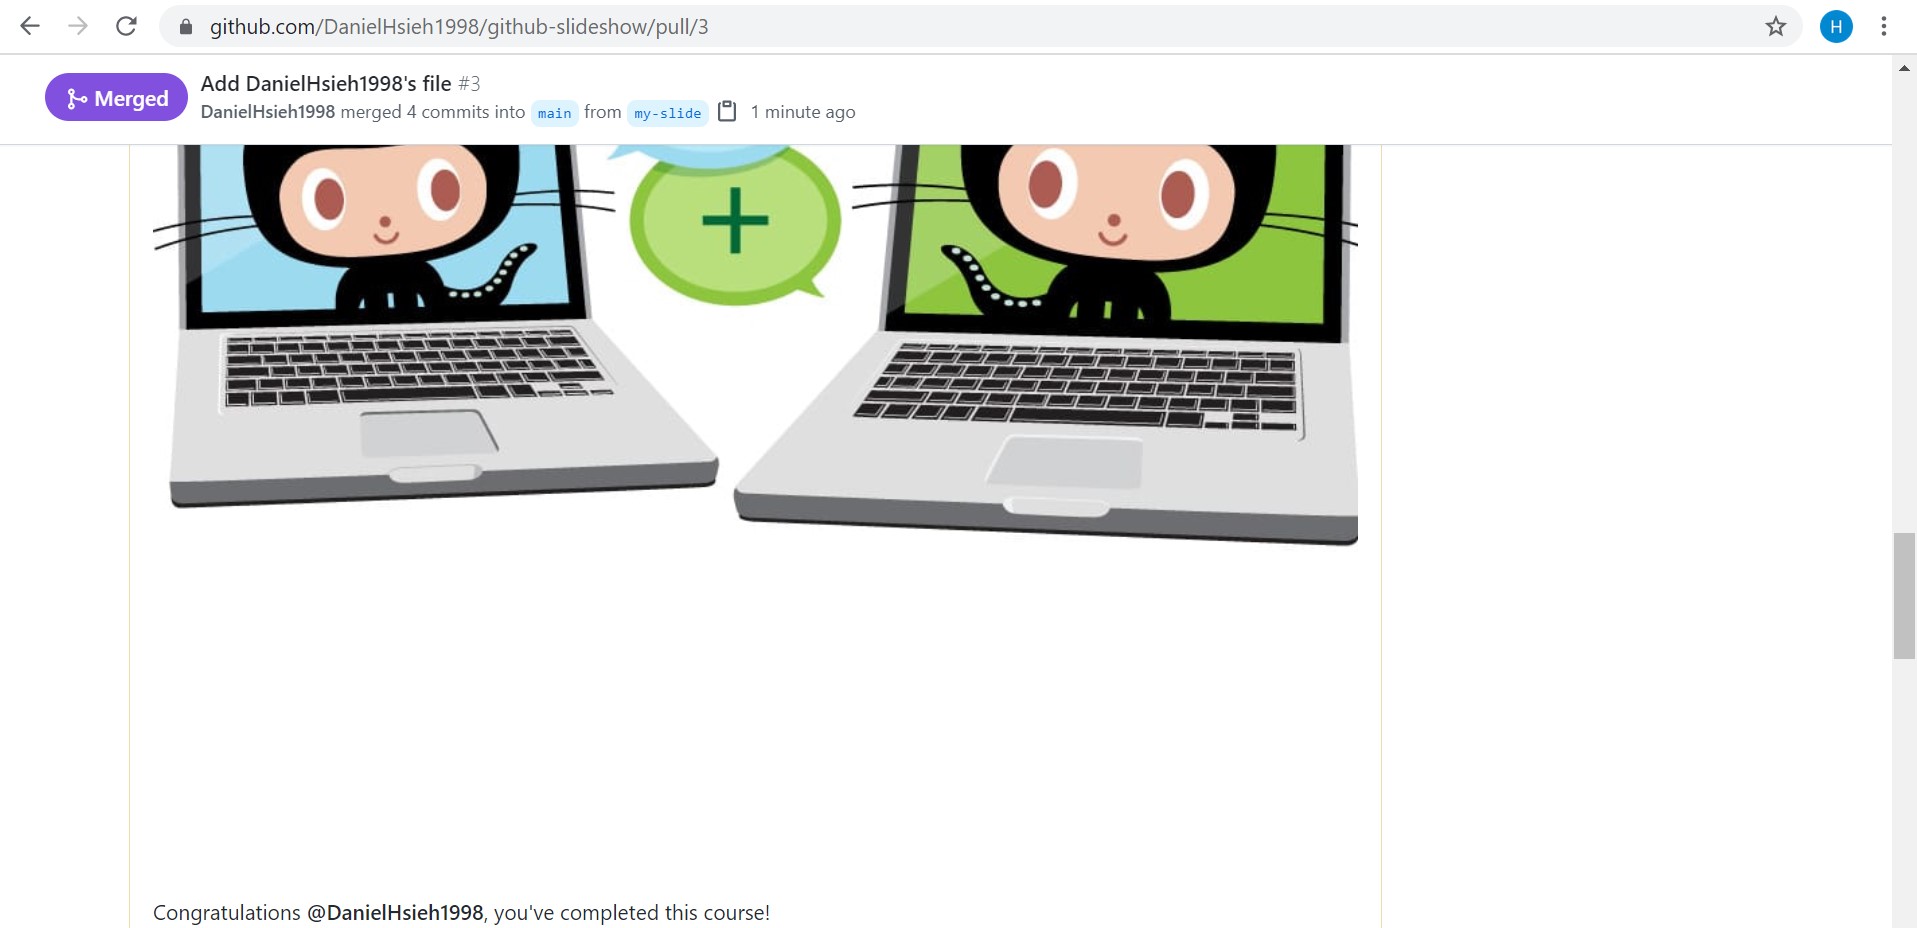 github.com/DanielHsieh1998/github-slideshow/pull/3
H
Merged
Add DanielHsieh1998's file #3
DanielHsieh1998 merged 4 commits into main from my-slide 1 minute ago
Congratulations @DanielHsieh1998, you've completed this course!